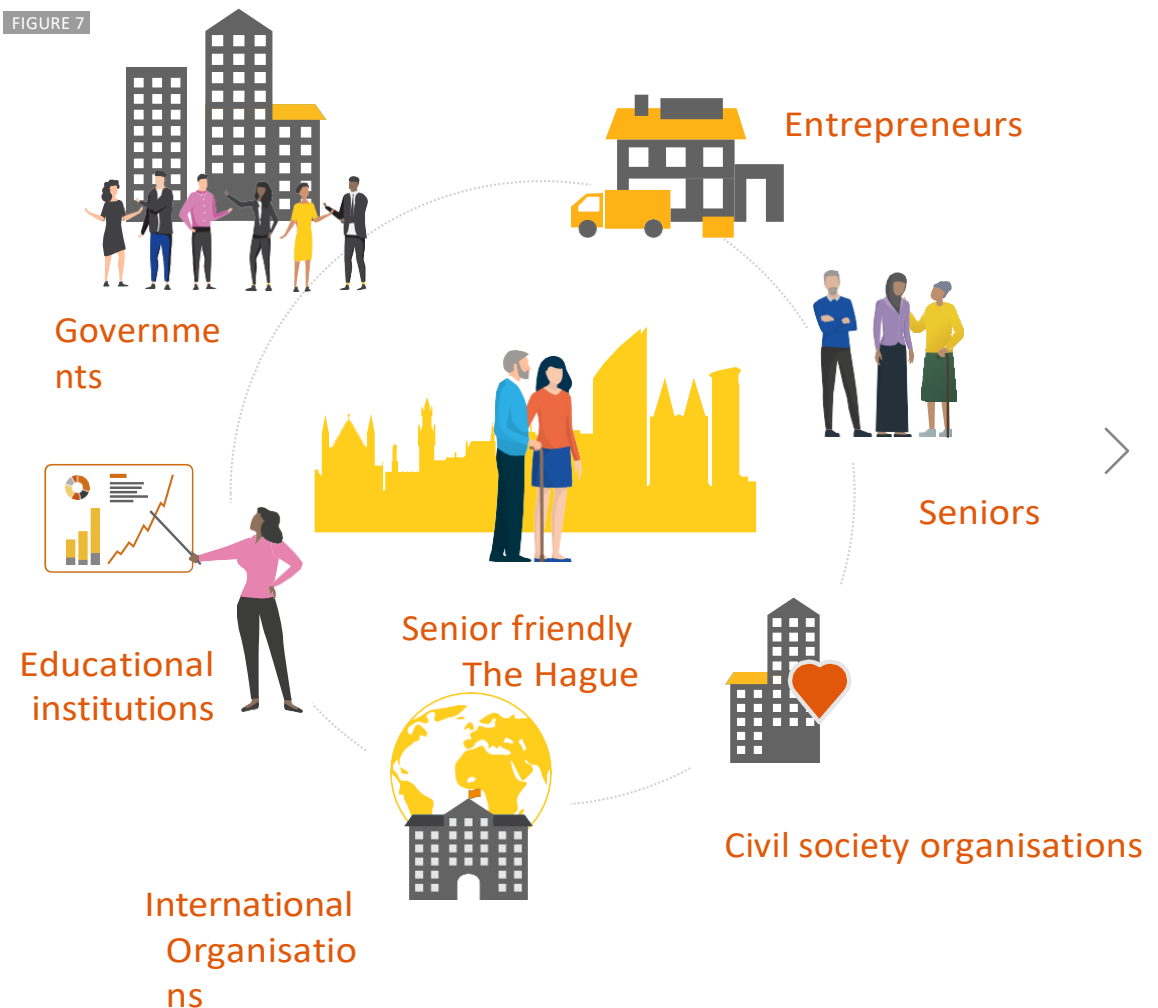 FIGURE 7
Entrepreneurs
Governme
nts
Seniors
Senior friendly
The Hague
Educational
institutions
Civil society organisations
International
Organisatio
ns